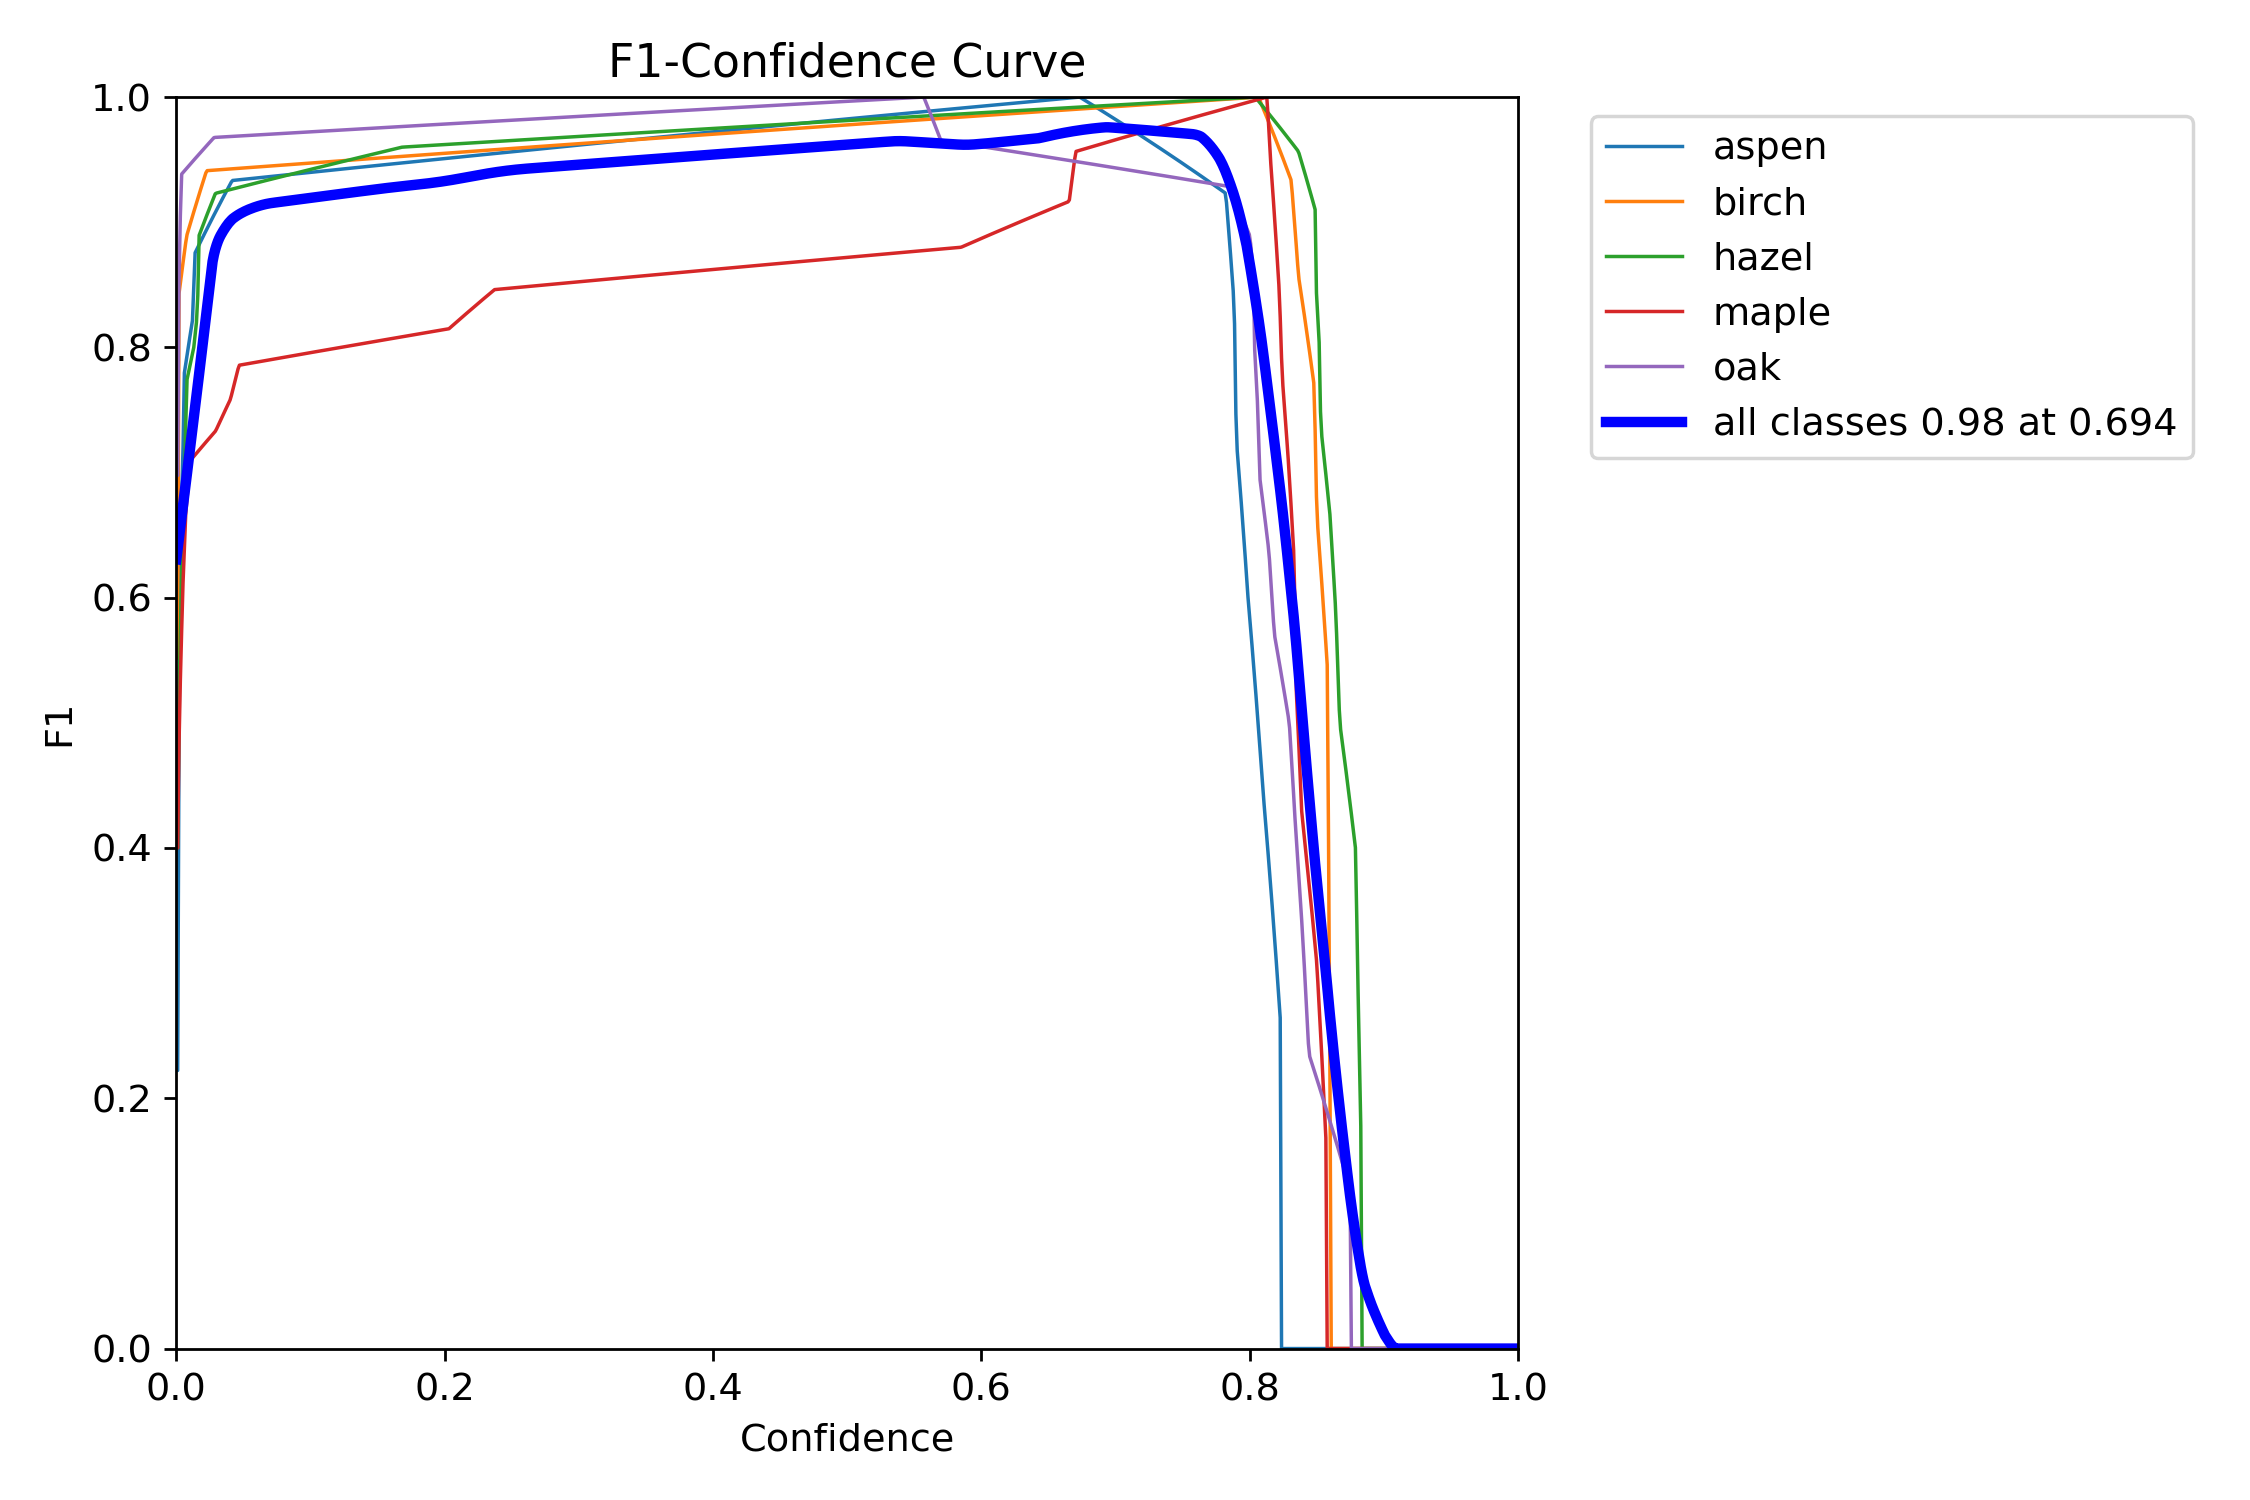 F1-Confidence Curve
1.0
0.8
0.6
0.4
0.2
0.0
F1
0.0 0.2 0.4 0.6 0.8 1.0
Confidence
aspen
birch
hazel
maple
oak
all classes 0.98 at 0.694